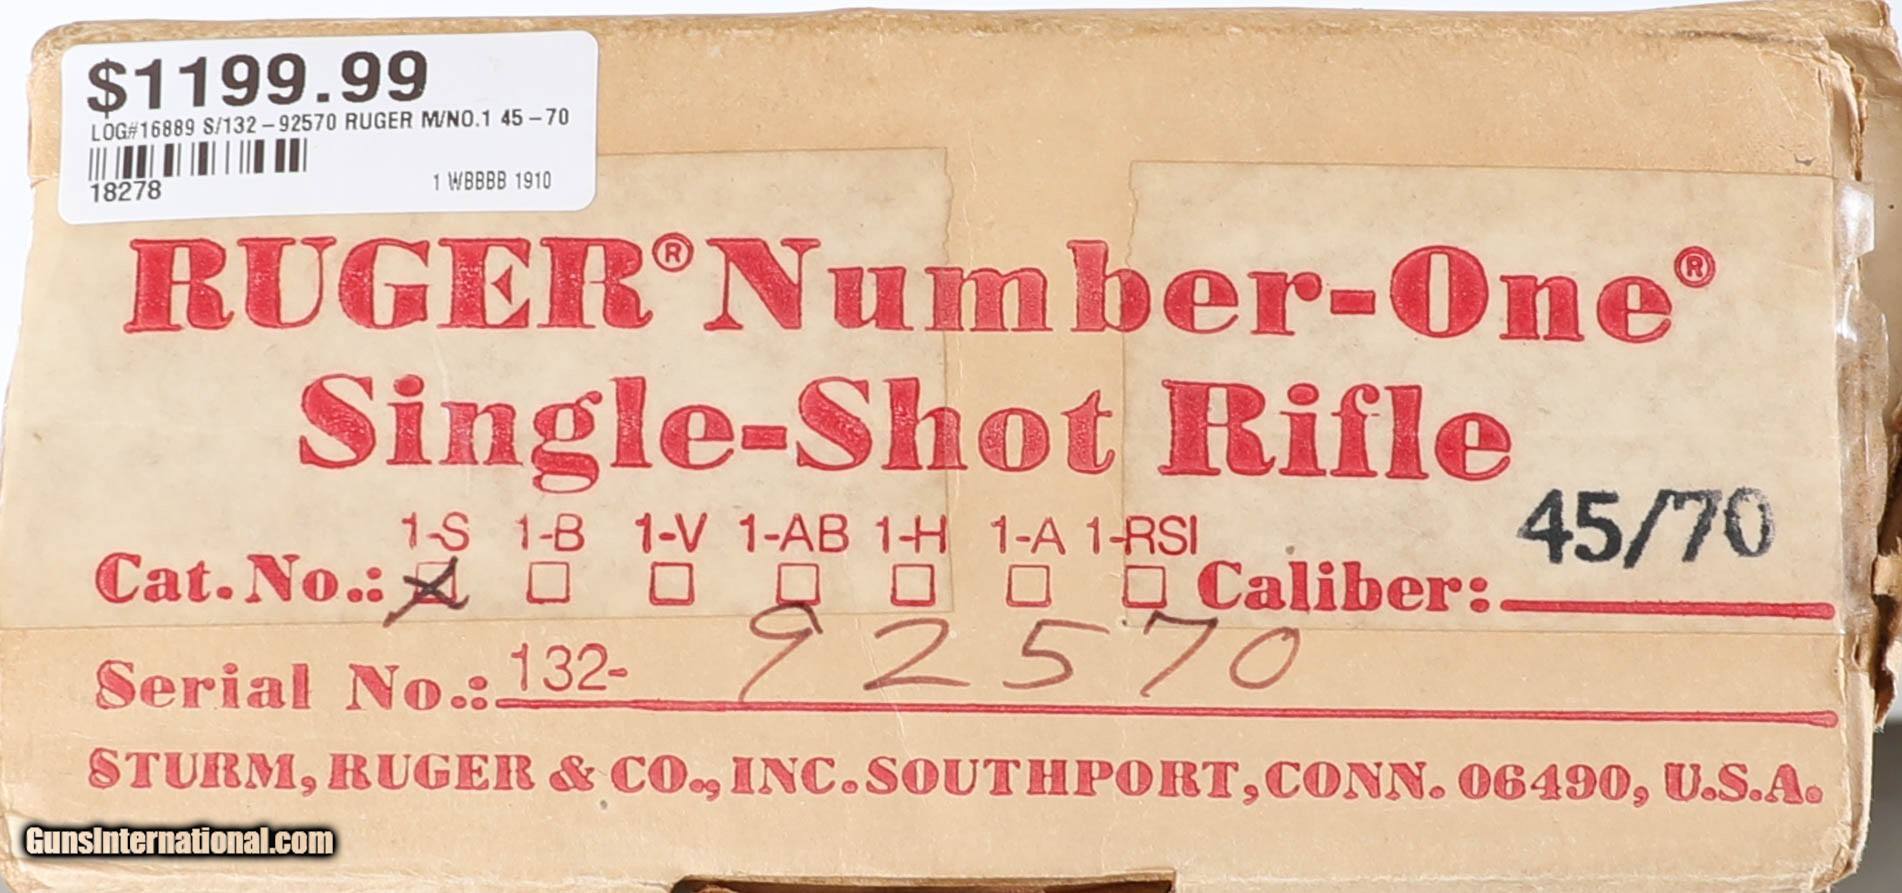 $1199.99
LOG#16889 S/132-92570 RUGER M/NO.1 45-70
18278 1 WBBBB 1910
RUGER® Number-One®
Single-Shot Rifle
1-S 1-B 1-V 1-AB 1-H 1-A 1-RSI 45/70
Cat. No.: Caliber:
Serial No.: 132- 92570
STURM, RUGER & CO., INC. SOUTHPORT, CONN. 06490, U.S.A.
GunsInternational.com